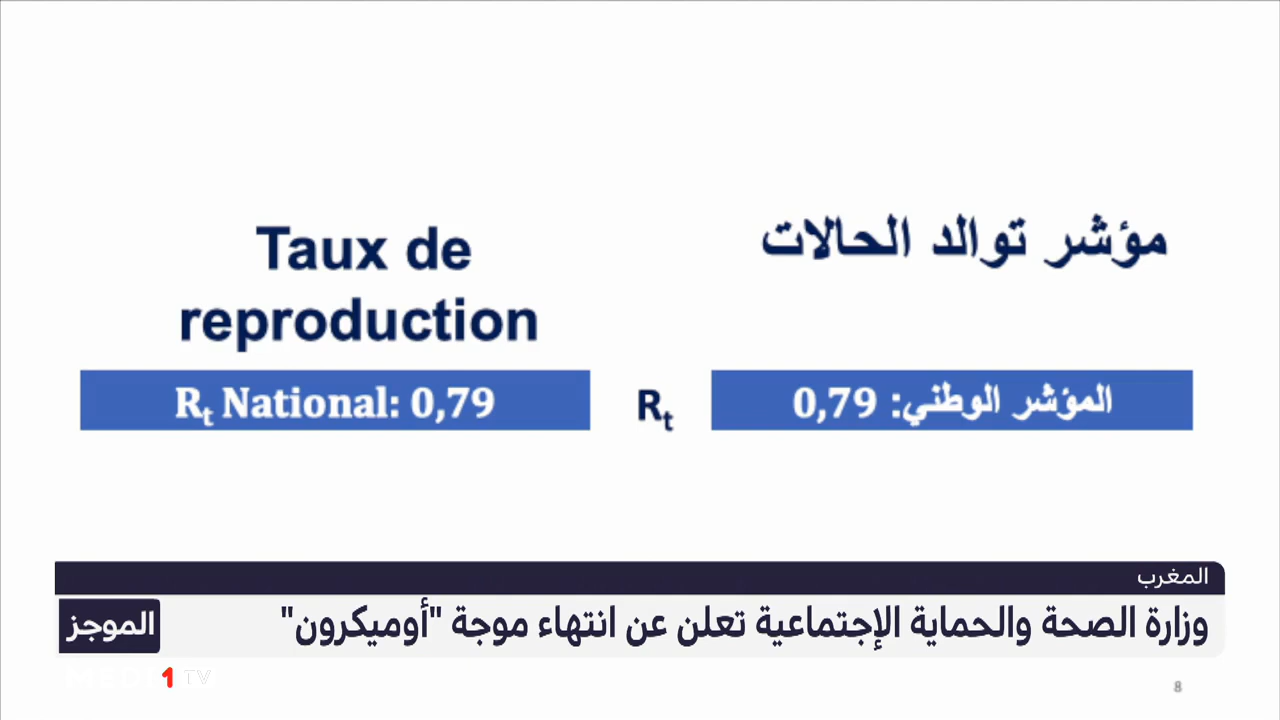 مؤشر توالد الحالات
Taux de
reproduction
المؤشر الوطني: 0,79
Rt
Rt National: 0,79
المغرب
وزارة الصحة والحماية الإجتماعية تعلن عن انتهاء موجة "أوميكرون"
الموجز
MEDI 1 TV
8